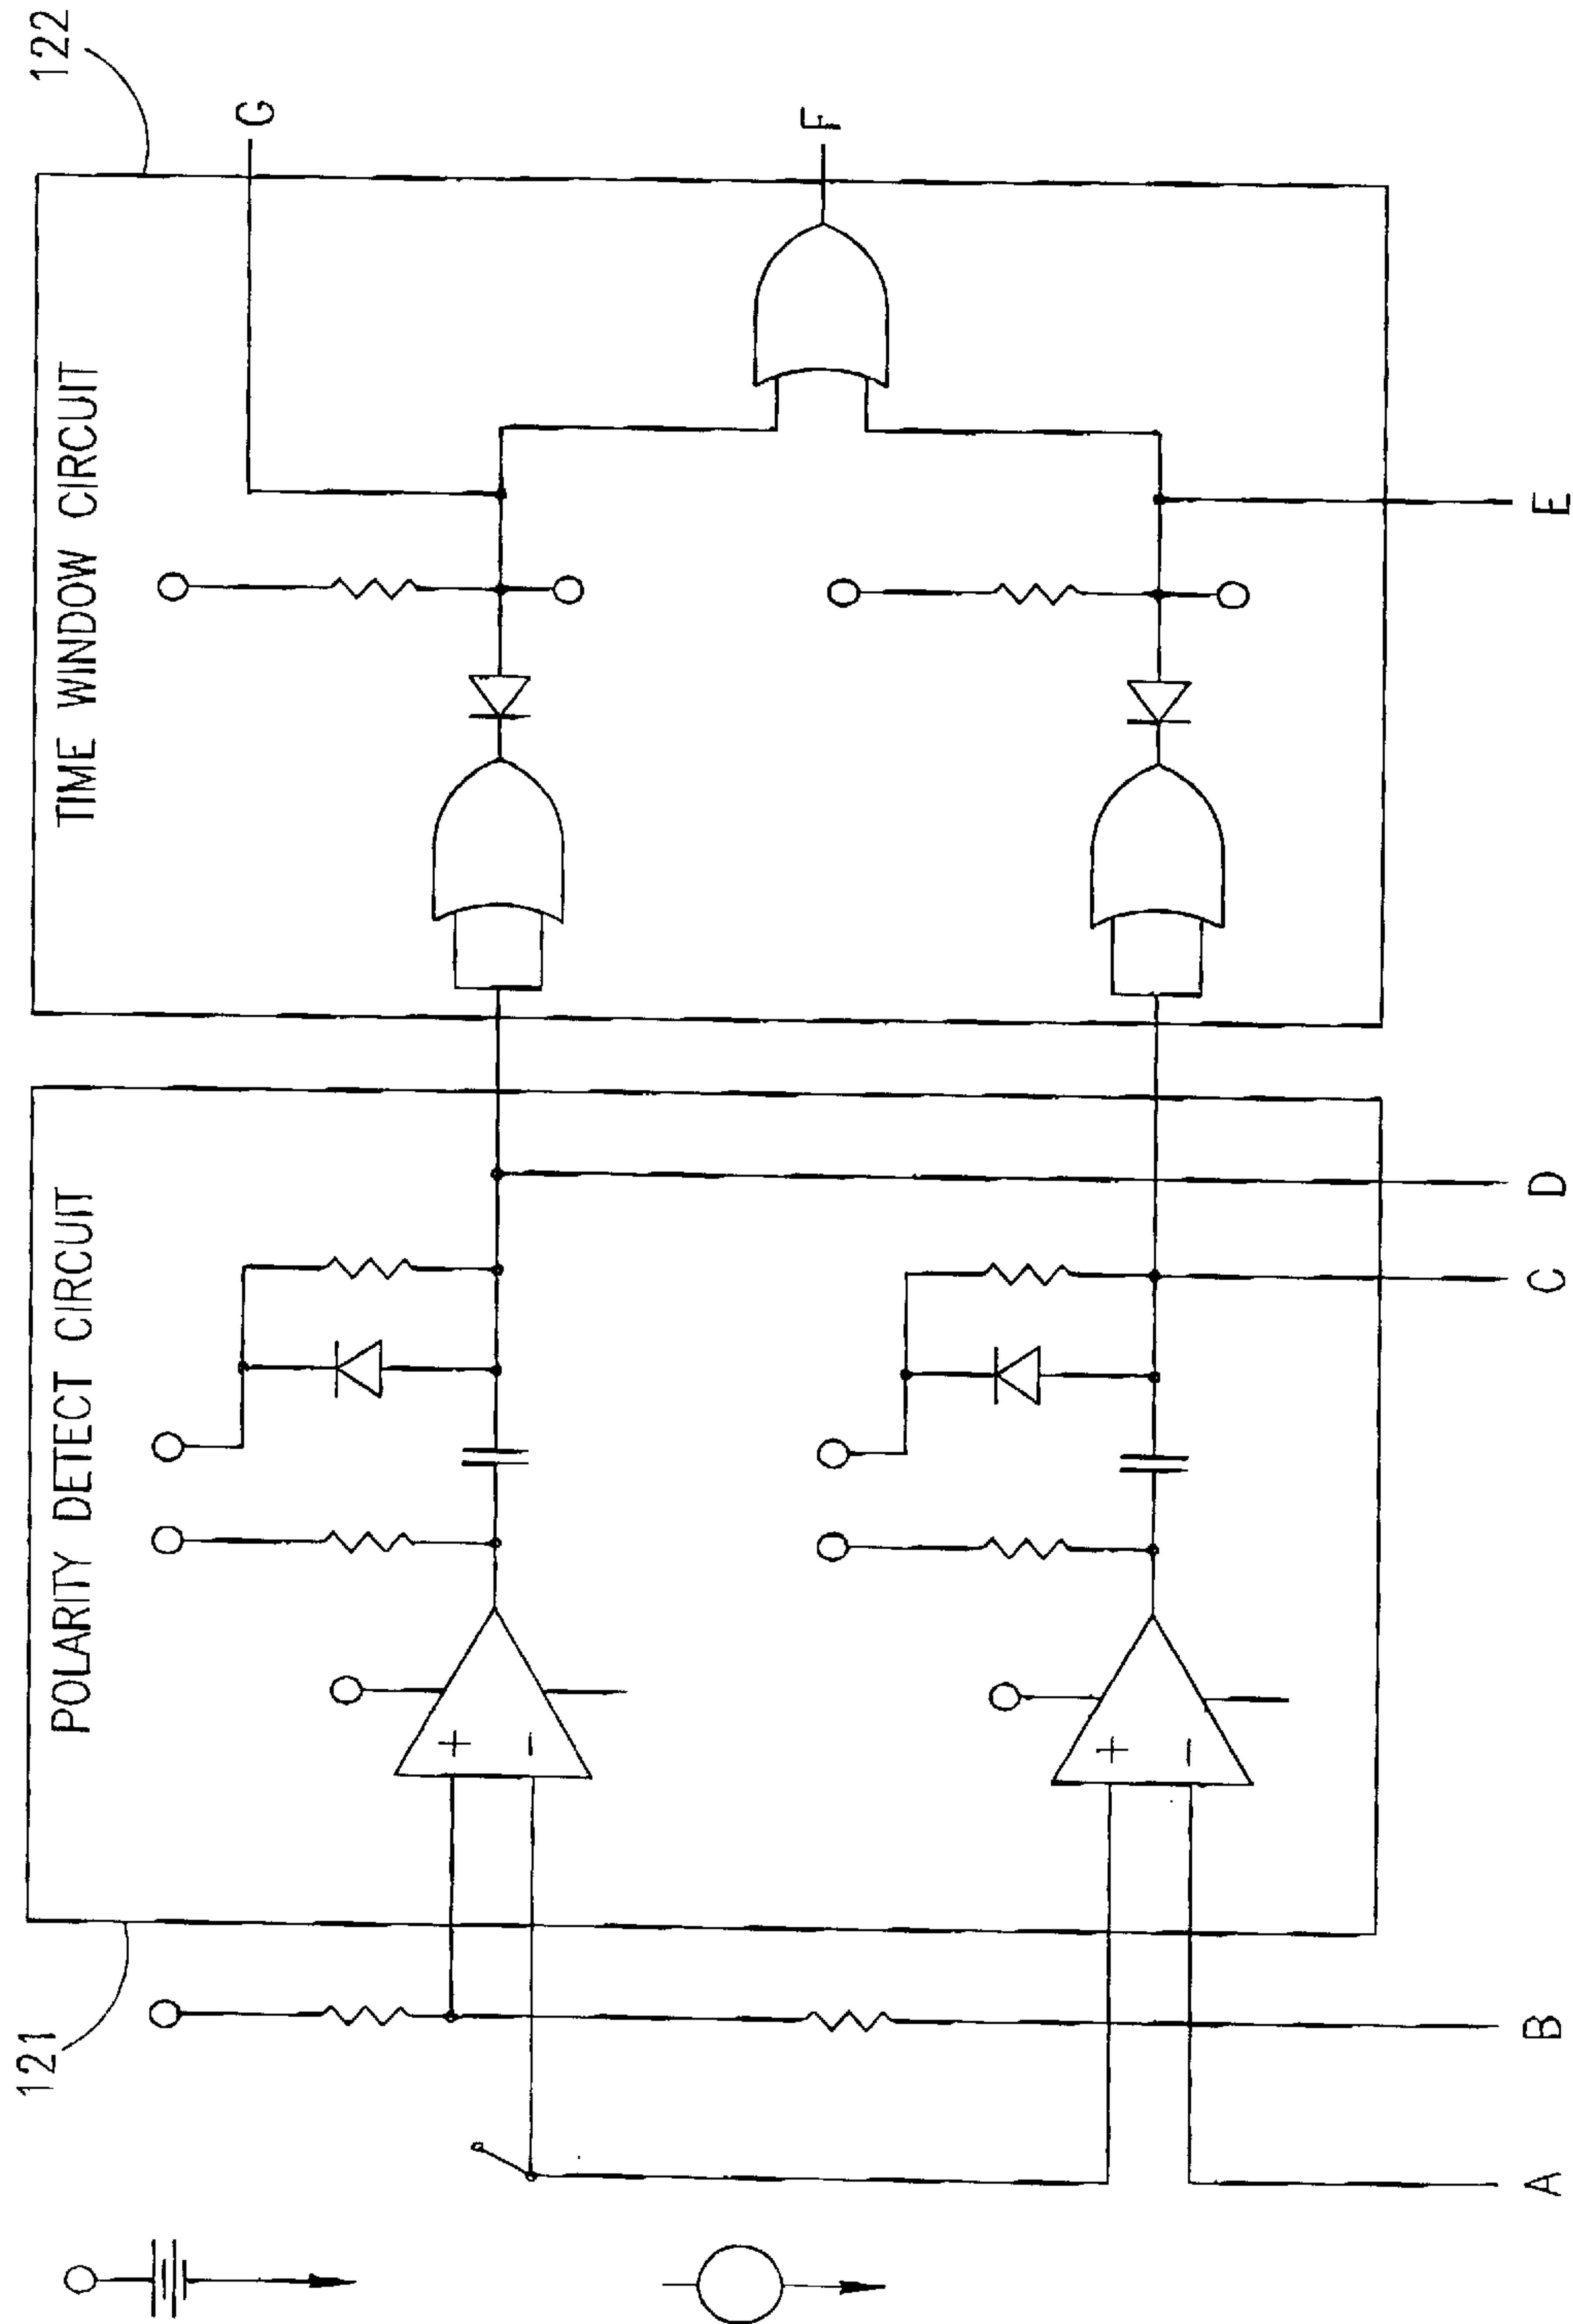 122
G
F
TIME WINDOW CIRCUIT
E
POLARITY DETECT CIRCUIT
D
C
+
−
+
−
121
B
A